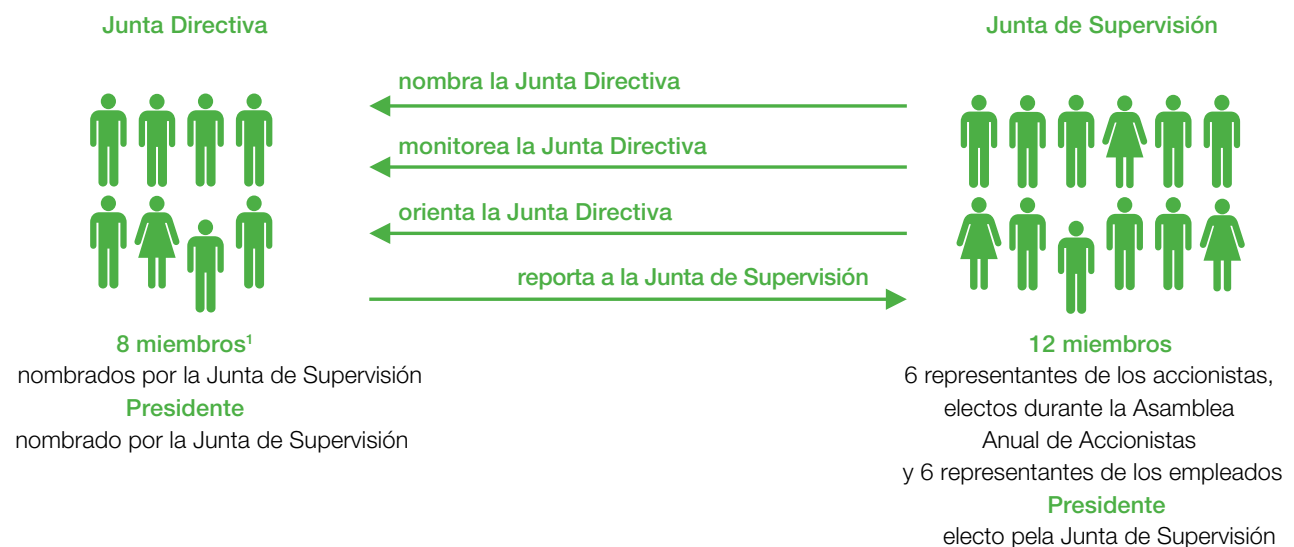 Junta Directiva
Junta de Supervisión
nombra la Junta Directiva
monitorea la Junta Directiva
orienta la Junta Directiva
reporta a la Junta de Supervisión
8 miembros¹
nombrados por la Junta de Supervisión
Presidente
nombrado por la Junta de Supervisión
12 miembros
6 representantes de los accionistas,
electos durante la Asamblea
Anual de Accionistas
y 6 representantes de los empleados
Presidente
electo pela Junta de Supervisión